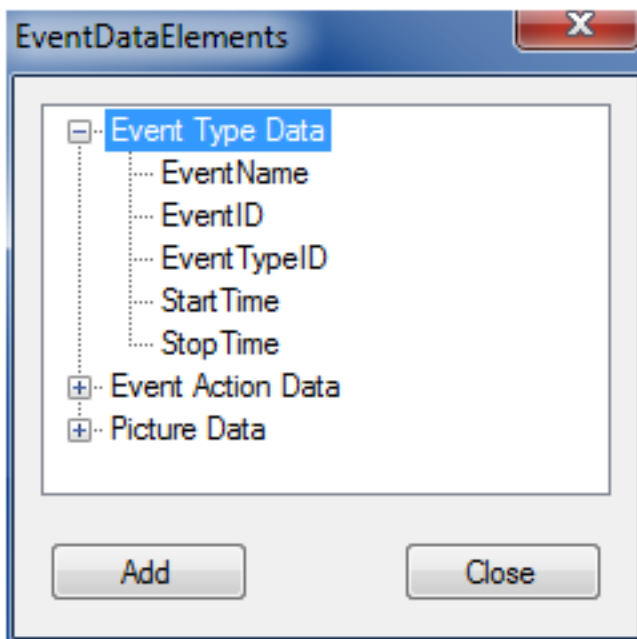 EventDataElements
Event Type Data
EventName
EventID
EventTypeID
StartTime
StopTime
Event Action Data
Picture Data
Add Close